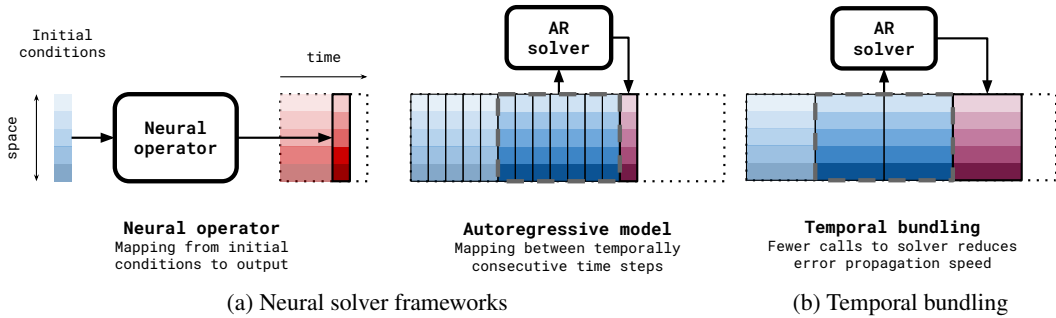 Initial
conditions
space
Neural
operator
time
Neural operator
Mapping from initial
conditions to output
AR
solver
Autoregressive model
Mapping between temporally
consecutive time steps
(a) Neural solver frameworks
AR
solver
Temporal bundling
Fewer calls to solver reduces
error propagation speed
(b) Temporal bundling